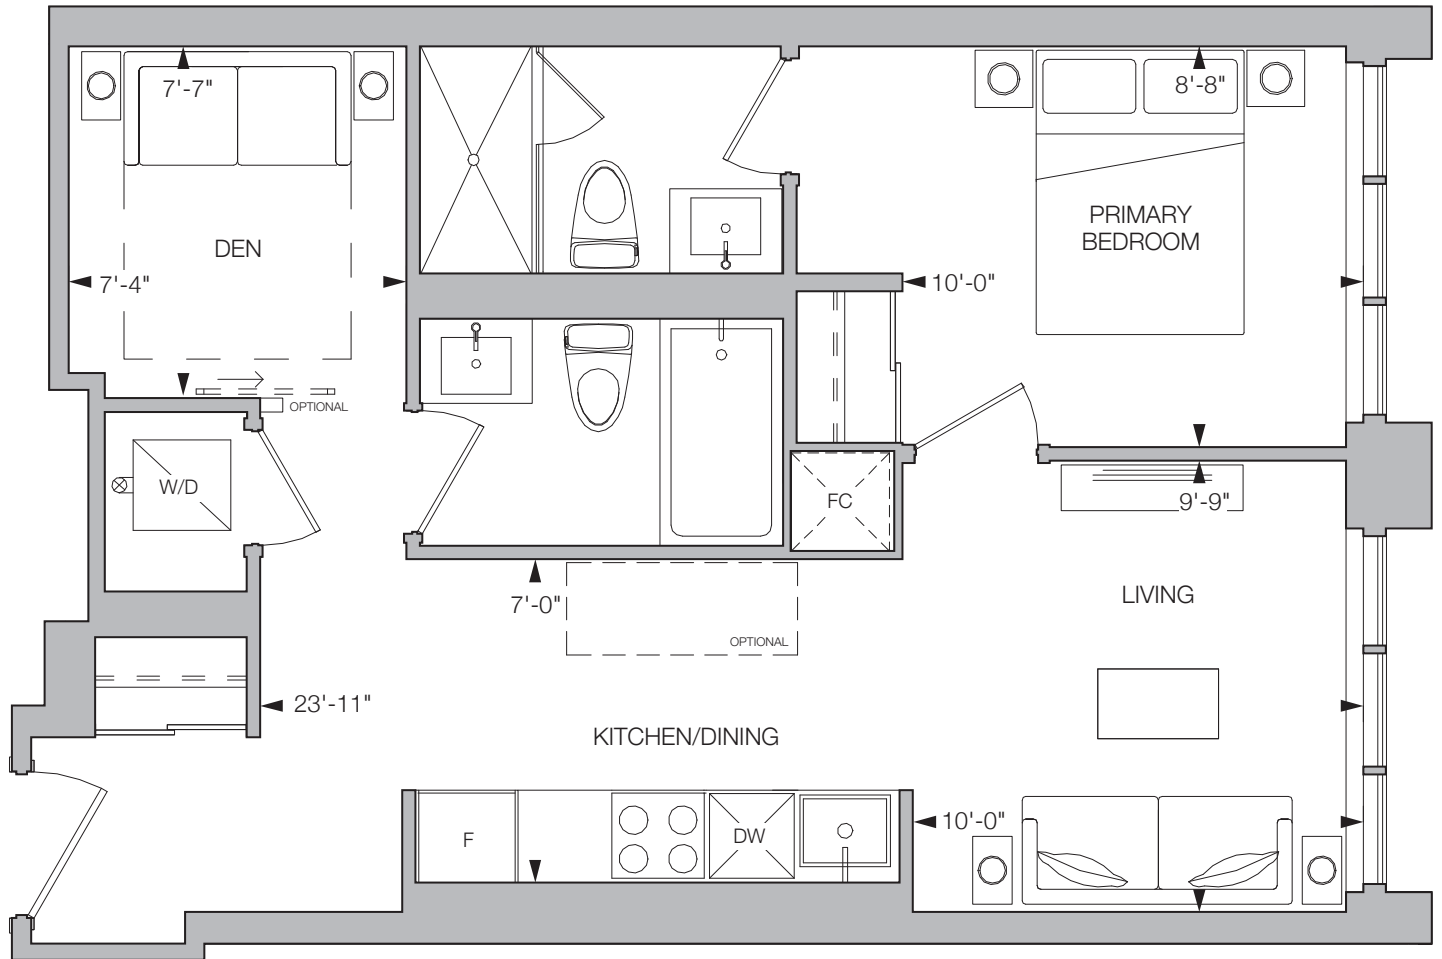 7'-7"
8'-8"
DEN
PRIMARY
BEDROOM
7'-4"
10'-0"
OPTIONAL
W/D
FC
9'-9"
7'-0"
LIVING
OPTIONAL
23'-11"
KITCHEN/DINING
10'-0"
F
DW